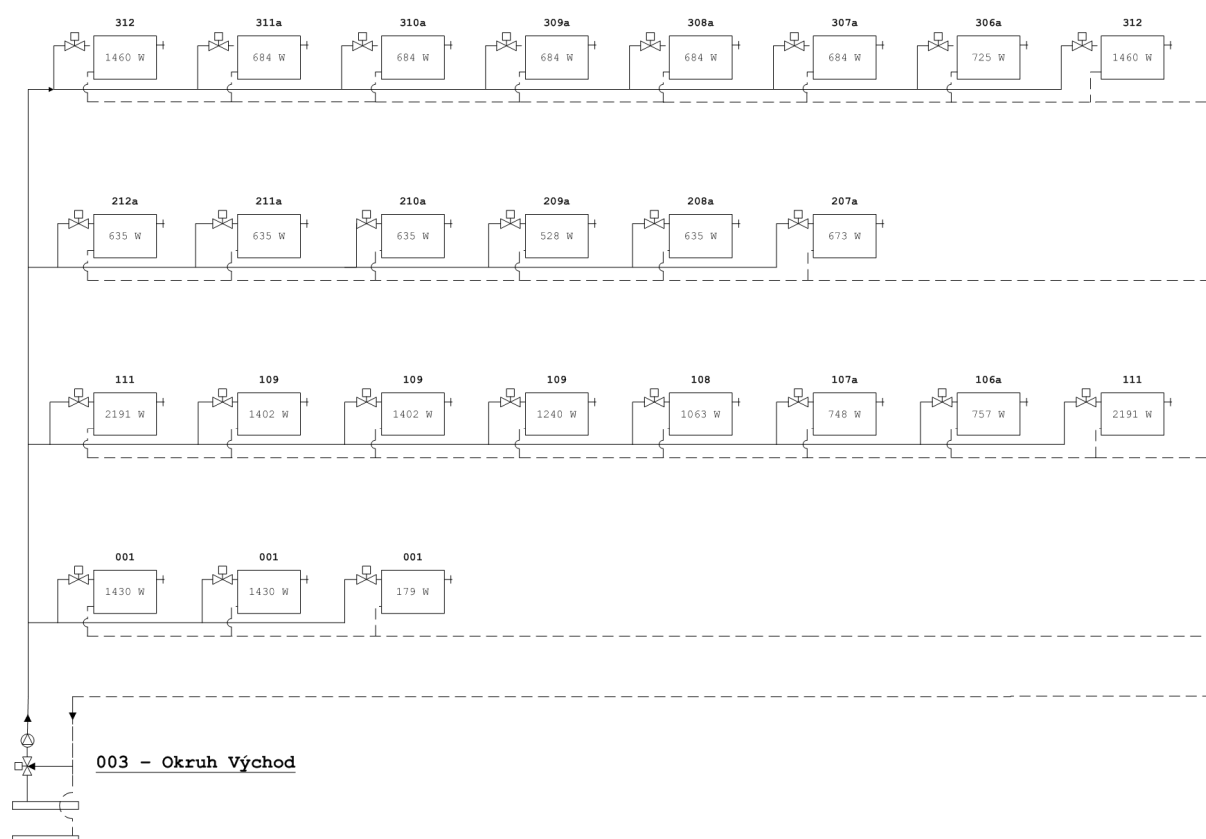 312 311a 310a 309a 308a 307a 306a 312
1460 W 684 W 684 W 684 W 684 W 684 W 725 W 1460 W
212a 211a 210a 209a 208a 207a
635 W 635 W 635 W 528 W 635 W 673 W
111 109 109 109 108 107a 106a 111
2191 W 1402 W 1402 W 1240 W 1063 W 748 W 757 W 2191 W
001 001 001
1430 W 1430 W 179 W
003 - Okruh Východ